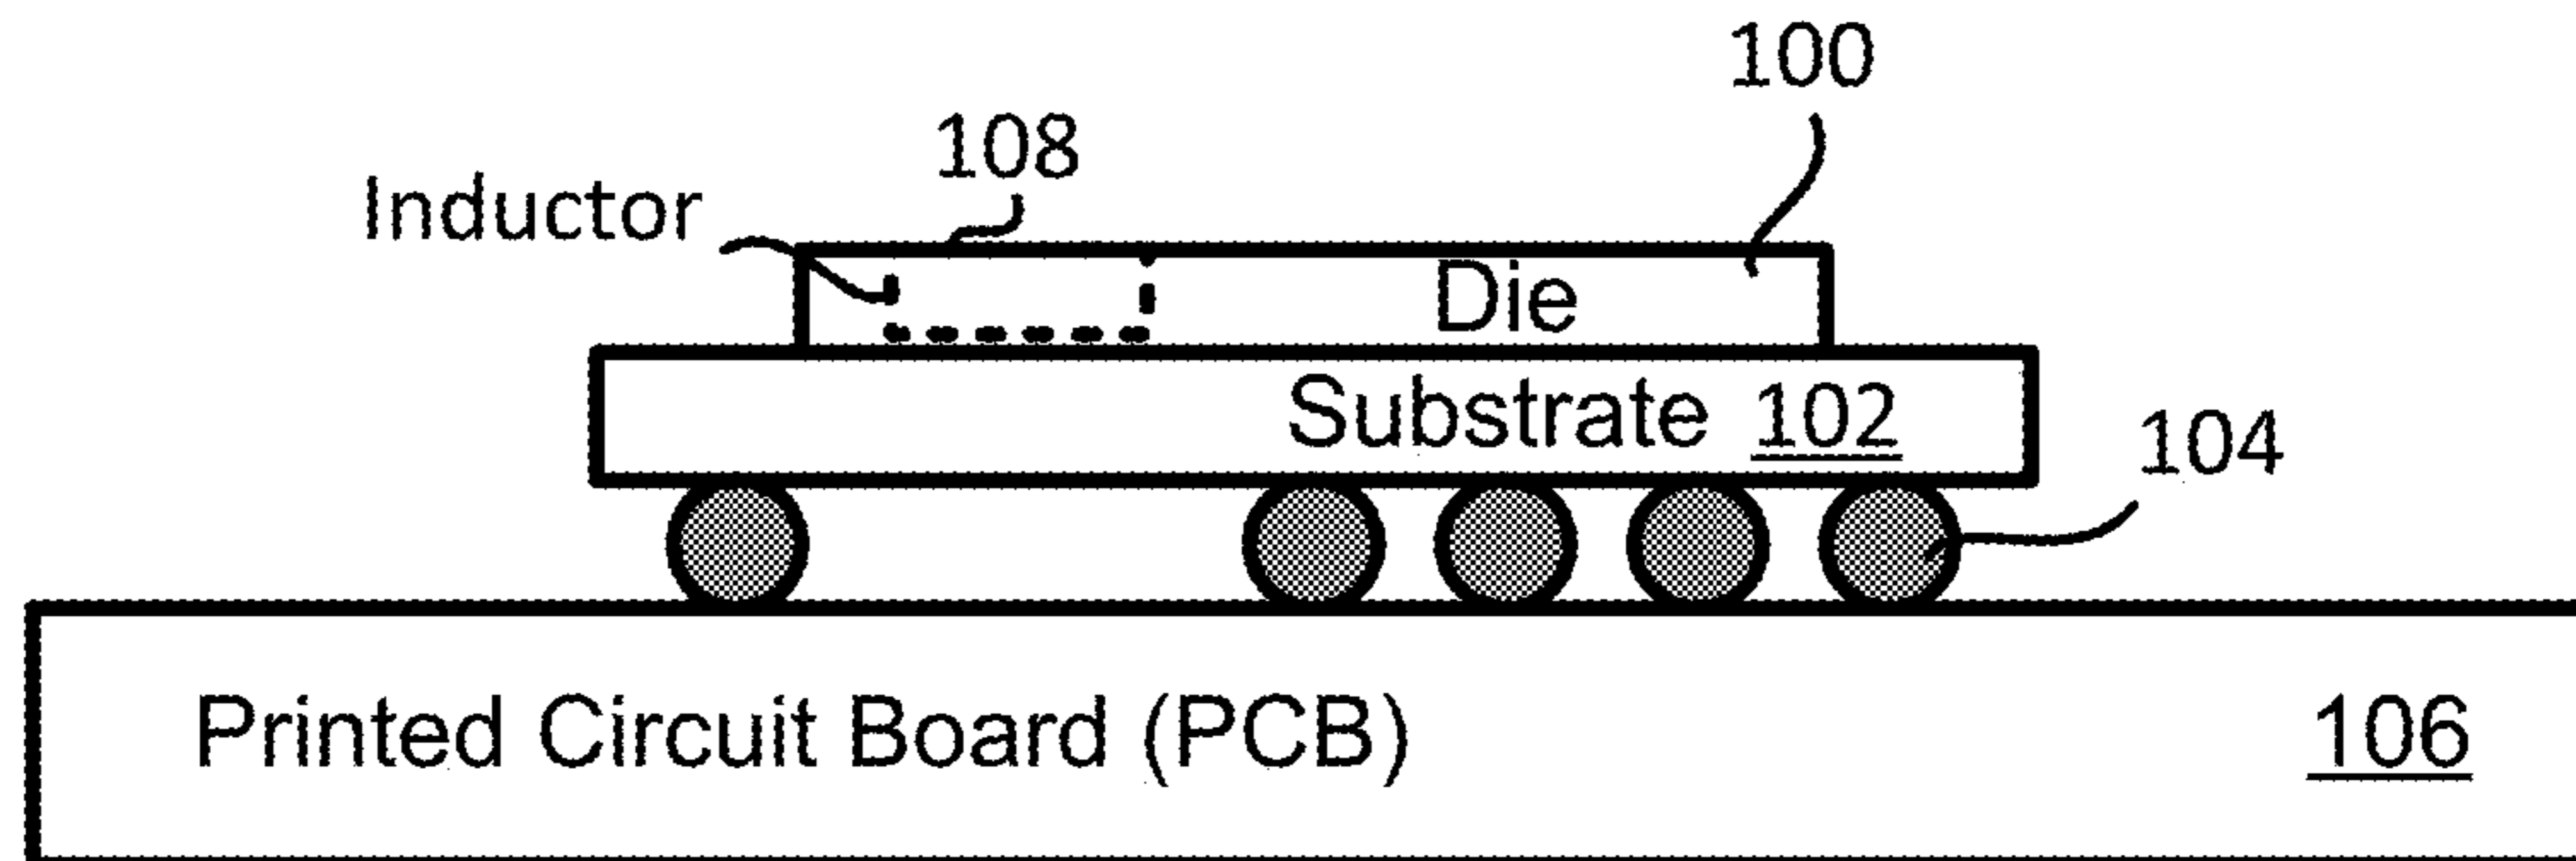 100
108
Inductor
Die
Substrate 102
104
Printed Circuit Board (PCB) 106